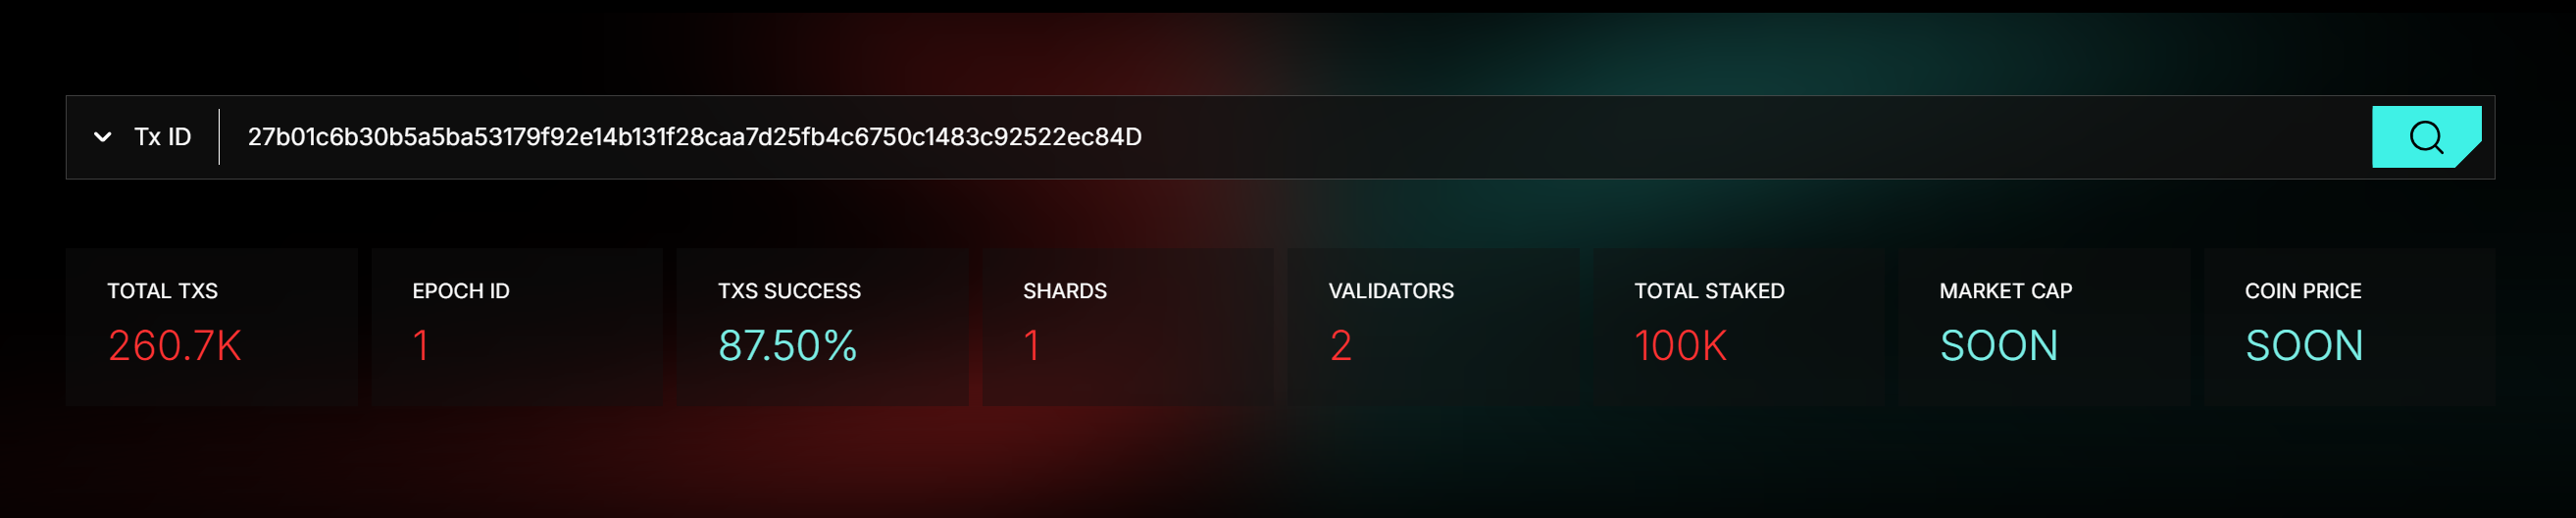 Tx ID 27b01c6b30b5a5ba53179f92e14b131f28caa7d25fb4c6750c1483c92522ec84D
TOTAL TXS EPOCH ID TXS SUCCESS SHARDS VALIDATORS TOTAL STAKED MARKET CAP COIN PRICE
260.7K 1 87.50% 1 2 100K SOON SOON